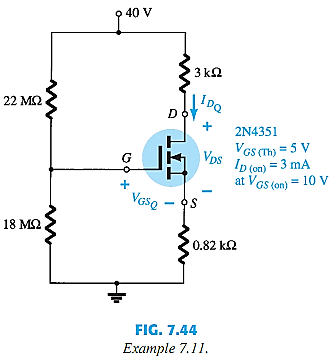 40 V
3 kΩ
22 MΩ
I_DQ
D
+
2N4351
V_GS (Th) = 5 V
I_D (on) = 3 mA
at V_GS (on) = 10 V
G
V_DS
+
V_GSQ
−
−
S
18 MΩ
0.82 kΩ
FIG. 7.44
Example 7.11.